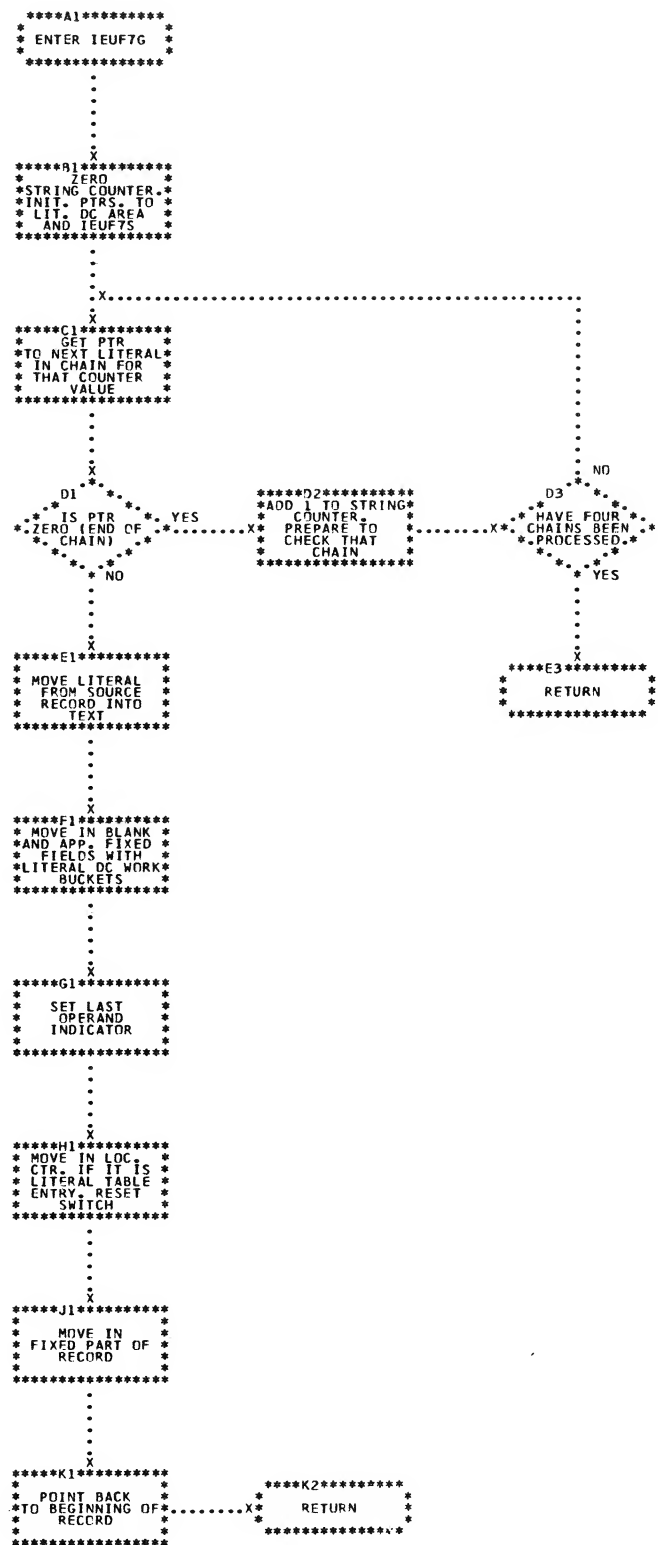 A1
ENTER IEUF7G
B1
ZERO
STRING COUNTER.
INIT. PTRS. TO
LIT. DC AREA
AND IEUF7S
C1
GET PTR
TO NEXT LITERAL
IN CHAIN FOR
THAT COUNTER
VALUE
D1
IS PTR
ZERO (END OF
CHAIN)
YES
NO
D2
ADD 1 TO STRING
COUNTER.
PREPARE TO
CHECK THAT
CHAIN
NO
D3
HAVE FOUR
CHAINS BEEN
PROCESSED
YES
E1
MOVE LITERAL
FROM SOURCE
RECORD INTO
TEXT
E3
RETURN
F1
MOVE IN BLANK
AND APP. FIXED
FIELDS WITH
LITERAL DC WORK
BUCKETS
G1
SET LAST
OPERAND
INDICATOR
H1
MOVE IN LOC.
CTR. IF IT IS
LITERAL TABLE
ENTRY. RESET
SWITCH
J1
MOVE IN
FIXED PART OF
RECORD
K1
POINT BACK
TO BEGINNING OF
RECORD
K2
RETURN